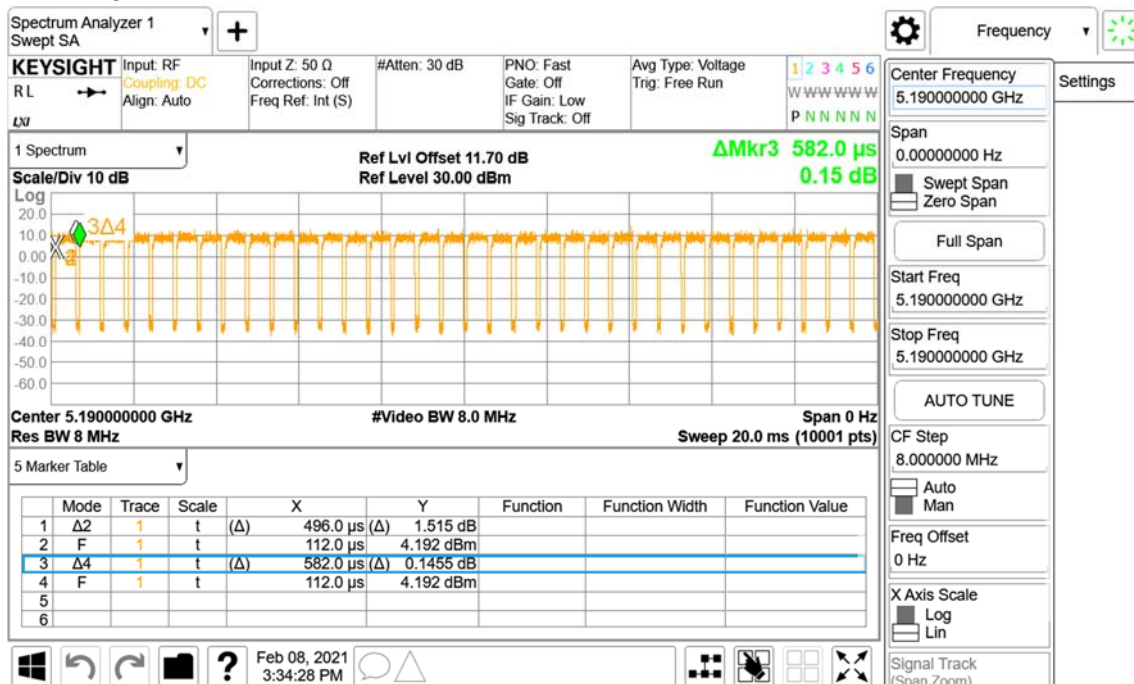 Spectrum Analyzer 1
Swept SA
Frequency
KEYSIGHT
RL
LXI
Input: RF
Coupling: DC
Align: Auto
Input Z: 50 Ω
Corrections: Off
Freq Ref: Int (S)
#Atten: 30 dB
PNO: Fast
Gate: Off
IF Gain: Low
Sig Track: Off
Avg Type: Voltage
Trig: Free Run
1 2 3 4 5 6
W W W W W W
P N N N N N
1 Spectrum
Scale/Div 10 dB
Ref Lvl Offset 11.70 dB
Ref Level 30.00 dBm
ΔMkr3 582.0 µs
0.15 dB
Log
20.0
10.0
0.00
-10.0
-20.0
-30.0
-40.0
-50.0
-60.0
3Δ4
Center 5.190000000 GHz
#Video BW 8.0 MHz
Span 0 Hz
Res BW 8 MHz
Sweep 20.0 ms (10001 pts)
5 Marker Table
Mode Trace Scale X Y Function Function Width Function Value
1 Δ2 1 t (Δ) 496.0 µs (Δ) 1.515 dB
2 F 1 t 112.0 µs 4.192 dBm
3 Δ4 1 t (Δ) 582.0 µs (Δ) 0.1455 dB
4 F 1 t 112.0 µs 4.192 dBm
5
6
?
Feb 08, 2021
3:34:28 PM
Center Frequency
5.190000000 GHz
Span
0.00000000 Hz
Swept Span
Zero Span
Full Span
Start Freq
5.190000000 GHz
Stop Freq
5.190000000 GHz
AUTO TUNE
CF Step
8.000000 MHz
Auto
Man
Freq Offset
0 Hz
X Axis Scale
Log
Lin
Signal Track
(Span Zoom)
Settings